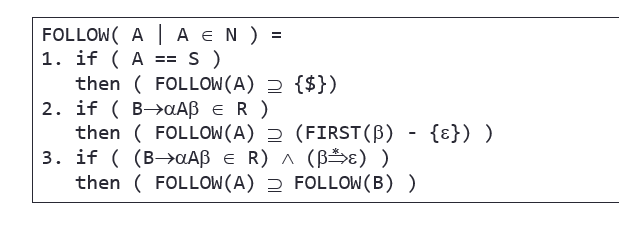 FOLLOW( A | A ∈ N ) =
1. if ( A == S )
then ( FOLLOW(A) ⊇ {$})
2. if ( B→αAβ ∈ R )
then ( FOLLOW(A) ⊇ (FIRST(β) - {ε}) )
3. if ( (B→αAβ ∈ R) ∧ (β⇒*ε) )
then ( FOLLOW(A) ⊇ FOLLOW(B) )